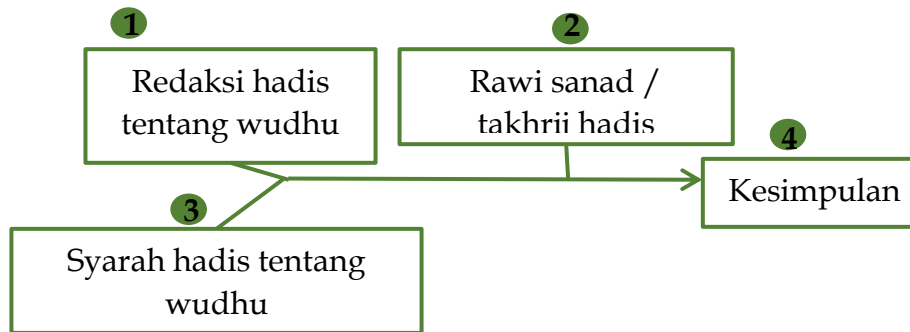 1
Redaksi hadis
tentang wudhu
2
Rawi sanad /
takhrij hadis
3
Syarah hadis tentang
wudhu
4
Kesimpulan